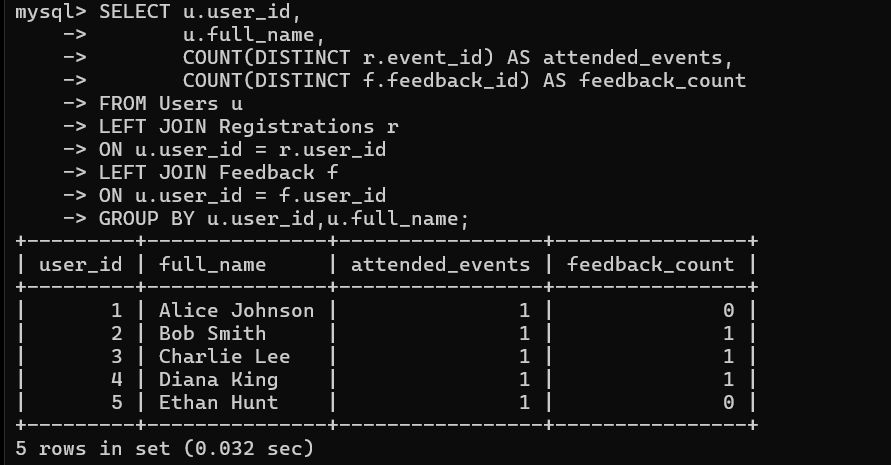 mysql> SELECT u.user_id,
    ->        u.full_name,
    ->        COUNT(DISTINCT r.event_id) AS attended_events,
    ->        COUNT(DISTINCT f.feedback_id) AS feedback_count
    -> FROM Users u
    -> LEFT JOIN Registrations r
    -> ON u.user_id = r.user_id
    -> LEFT JOIN Feedback f
    -> ON u.user_id = f.user_id
    -> GROUP BY u.user_id,u.full_name;
+---------+---------------+-----------------+----------------+
| user_id | full_name     | attended_events | feedback_count |
+---------+---------------+-----------------+----------------+
|       1 | Alice Johnson |               1 |              0 |
|       2 | Bob Smith     |               1 |              1 |
|       3 | Charlie Lee   |               1 |              1 |
|       4 | Diana King    |               1 |              1 |
|       5 | Ethan Hunt    |               1 |              0 |
+---------+---------------+-----------------+----------------+
5 rows in set (0.032 sec)